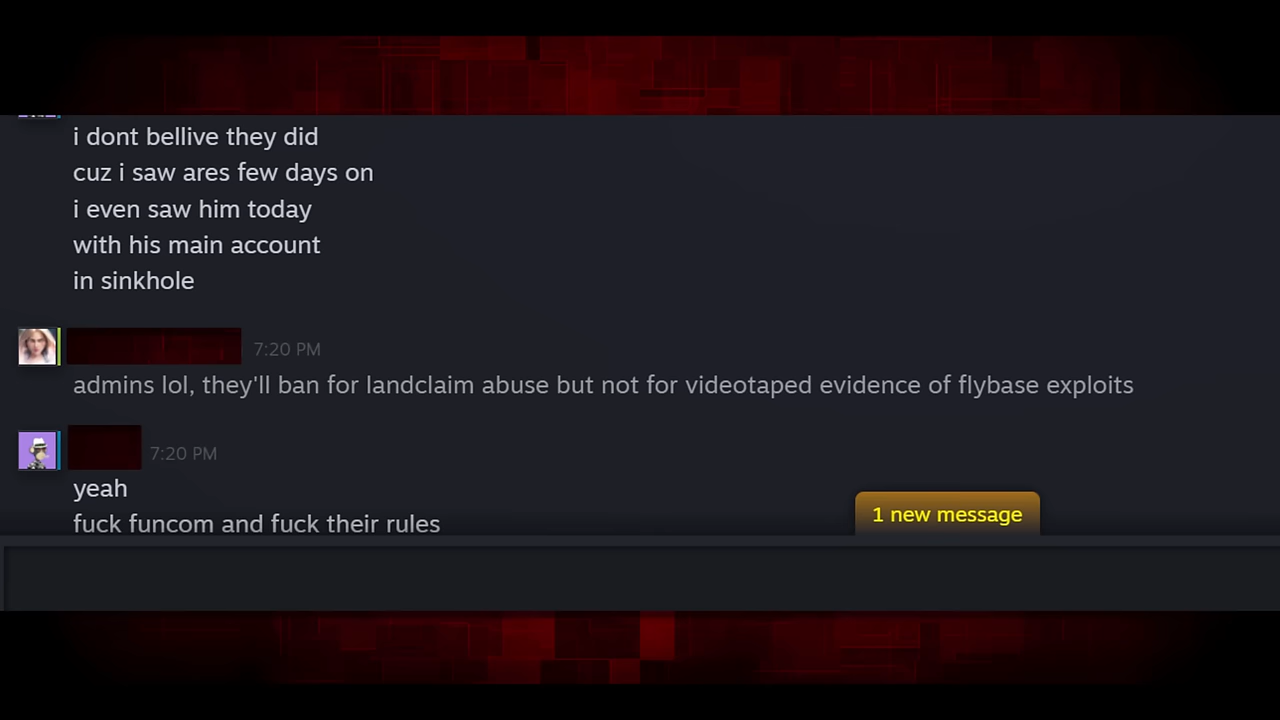 i dont bellive they did
cuz i saw ares few days on
i even saw him today
with his main account
in sinkhole
7:20 PM
admins lol, they'll ban for landclaim abuse but not for videotaped evidence of flybase exploits
7:20 PM
yeah
fuck funcom and fuck their rules
1 new message